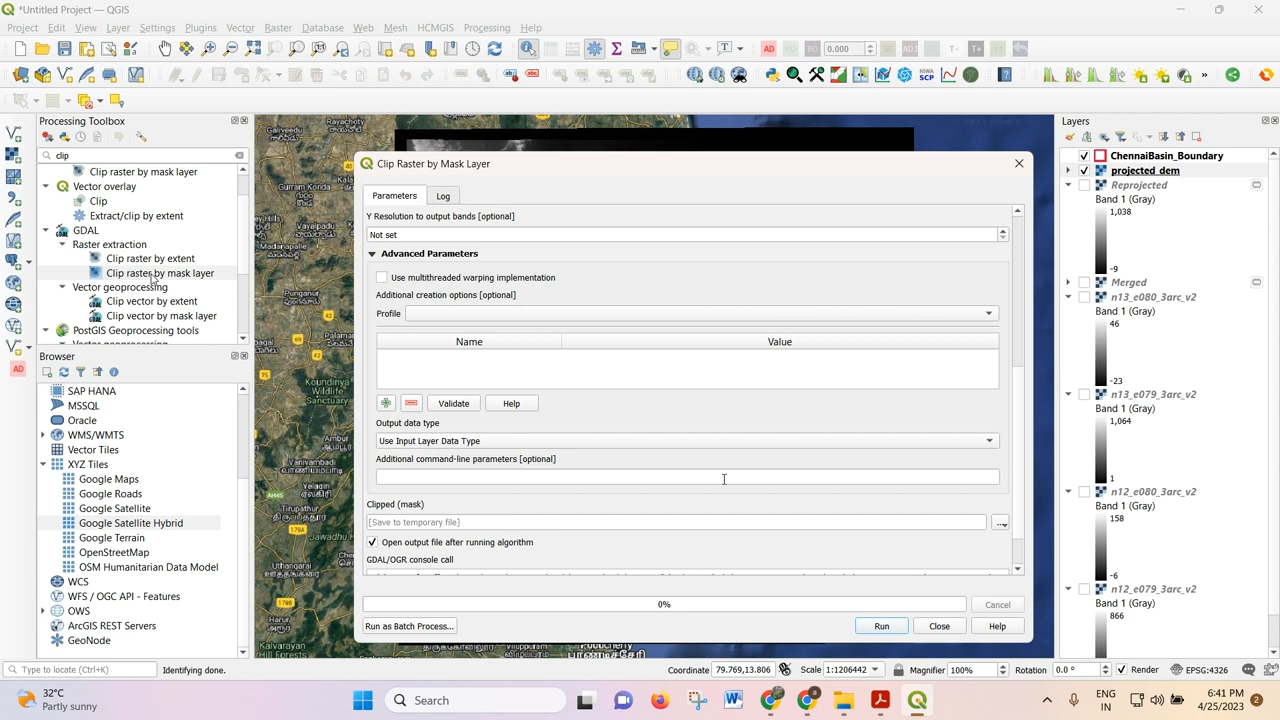 *Untitled Project — QGIS
Project Edit View Layer Settings Plugins Vector Raster Database Web Mesh HCMGIS Processing Help
0.000
Processing Toolbox
clip
Clip raster by mask layer
Vector overlay
Clip
Extract/clip by extent
GDAL
Raster extraction
Clip raster by extent
Clip raster by mask layer
Vector geoprocessing
Clip vector by extent
Clip vector by mask layer
PostGIS Geoprocessing tools
Browser
SAP HANA
MSSQL
Oracle
WMS/WMTS
Vector Tiles
XYZ Tiles
Google Maps
Google Roads
Google Satellite
Google Satellite Hybrid
Google Terrain
OpenStreetMap
OSM Humanitarian Data Model
WCS
WFS / OGC API - Features
OWS
ArcGIS REST Servers
GeoNode
Clip Raster by Mask Layer
Parameters Log
Y Resolution to output bands [optional]
Not set
Advanced Parameters
Use multithreaded warping implementation
Additional creation options [optional]
Profile
Name Value
Validate Help
Output data type
Use Input Layer Data Type
Additional command-line parameters [optional]
Clipped (mask)
[Save to temporary file]
Open output file after running algorithm
GDAL/OGR console call
0%
Cancel
Run as Batch Process... Run Close Help
Layers
ChennaiBasin_Boundary
projected_dem
Reprojected
Band 1 (Gray)
1,038
-9
Merged
n13_e080_3arc_v2
Band 1 (Gray)
46
-23
n13_e079_3arc_v2
Band 1 (Gray)
1,064
1
n12_e080_3arc_v2
Band 1 (Gray)
158
-6
n12_e079_3arc_v2
Band 1 (Gray)
866
Type to locate (Ctrl+K) Identifying done. Coordinate 79.769,13.806 Scale 1:1206442 Magnifier 100% Rotation 0.0 ° Render EPSG:4326
32°C
Partly sunny
Search
ENG
IN
6:41 PM
4/25/2023
2